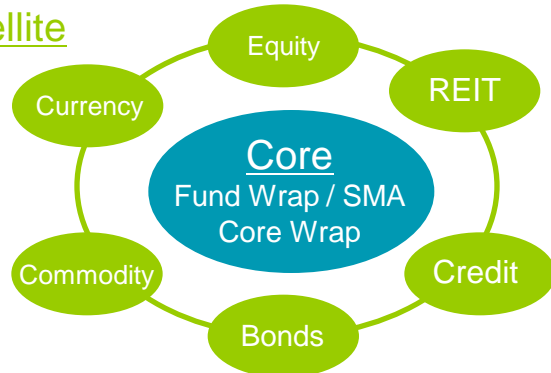 ellite
Equity
REIT
Currency
Core
Fund Wrap / SMA
Core Wrap
Commodity
Credit
Bonds